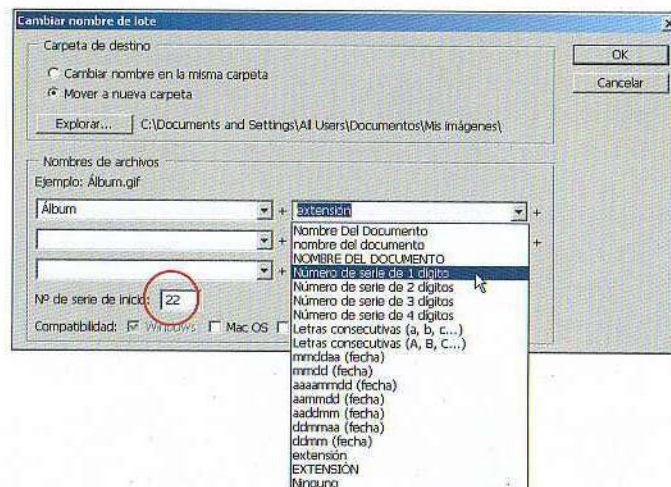 Cambiar nombre de lote
Carpeta de destino
Cambiar nombre en la misma carpeta
Mover a nueva carpeta
Explorar... C:\Documents and Settings\All Users\Documentos\Mis imágenes\
OK
Cancelar
Nombres de archivos
Ejemplo: Álbum.gif
Álbum + extensión +
+ +
+
Nombre Del Documento
nombre del documento
NOMBRE DEL DOCUMENTO
Número de serie de 1 dígito
Número de serie de 2 dígitos
Número de serie de 3 dígitos
Número de serie de 4 dígitos
Letras consecutivas (a, b, c...)
Letras consecutivas (A, B, C...)
mmddaa (fecha)
mmdd (fecha)
aaaammdd (fecha)
aammdd (fecha)
aaddmm (fecha)
ddmmaa (fecha)
ddmm (fecha)
extensión
EXTENSIÓN
Ninguno
Nº de serie de inicio: 22
Compatibilidad: Windows Mac OS